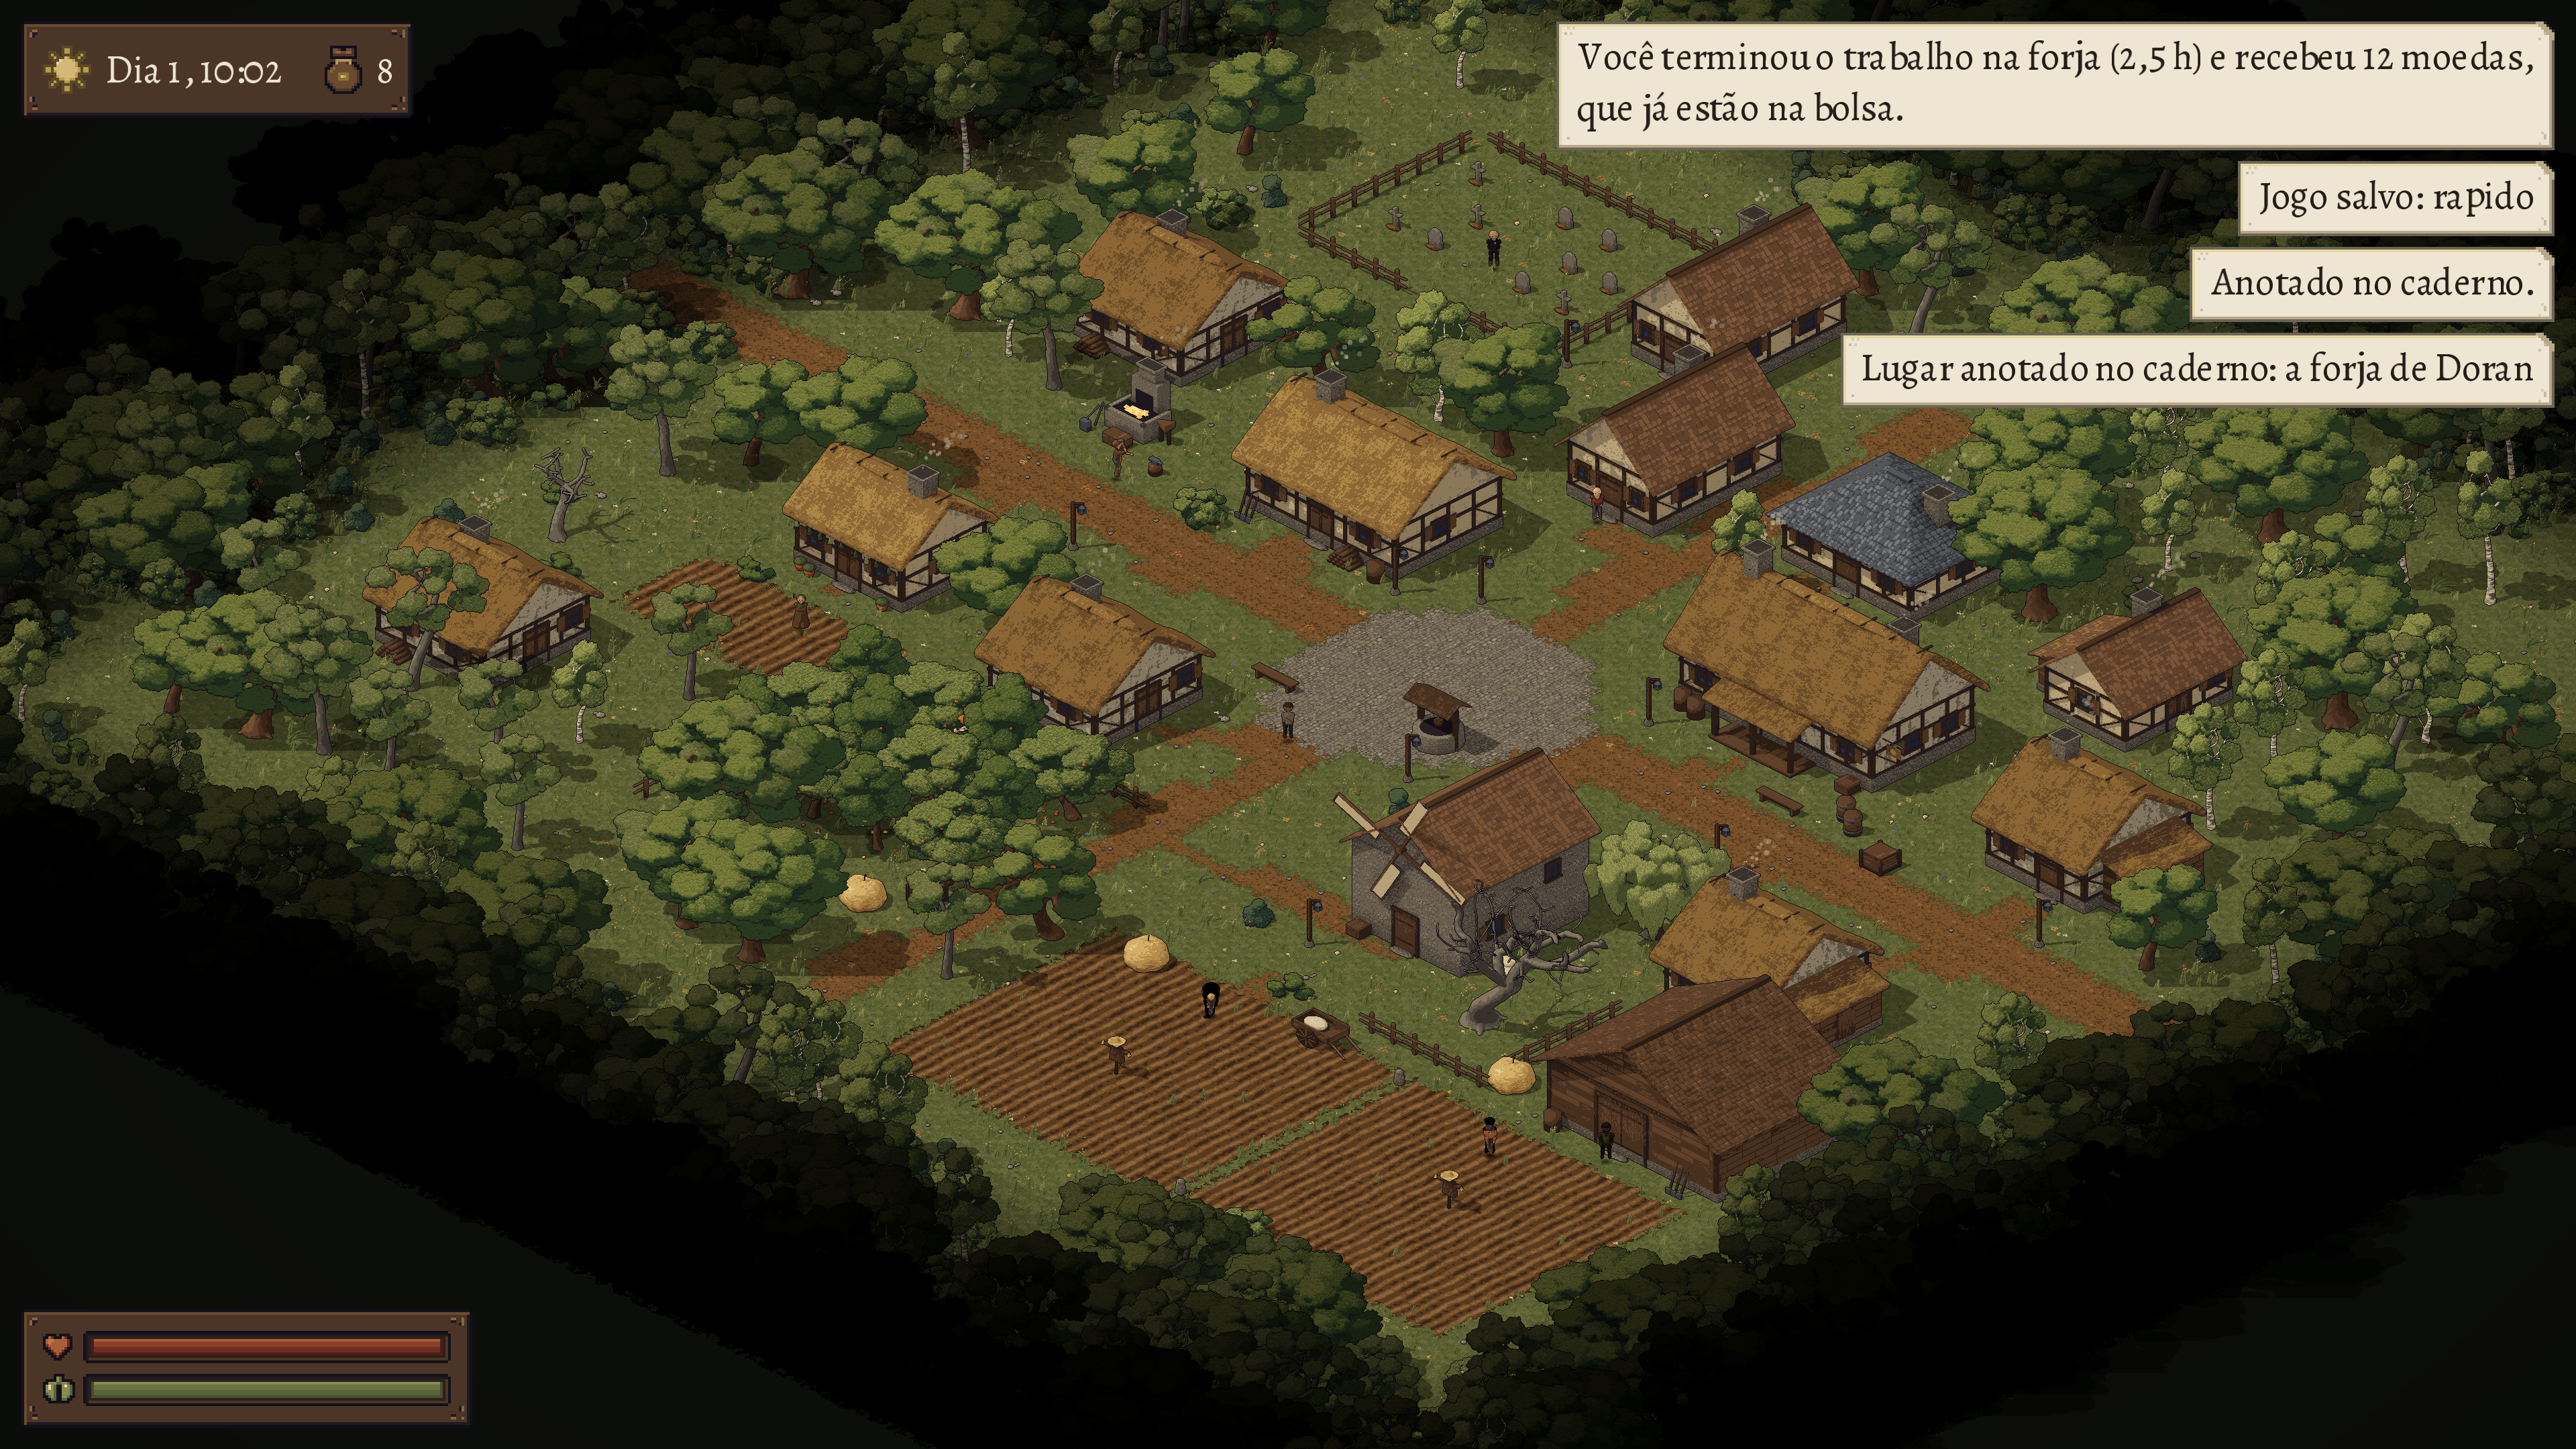 Dia 1, 10:02
8
Você terminou o trabalho na forja (2,5 h) e recebeu 12 moedas,
que já estão na bolsa.
Jogo salvo: rapido
Anotado no caderno.
Lugar anotado no caderno: a forja de Doran